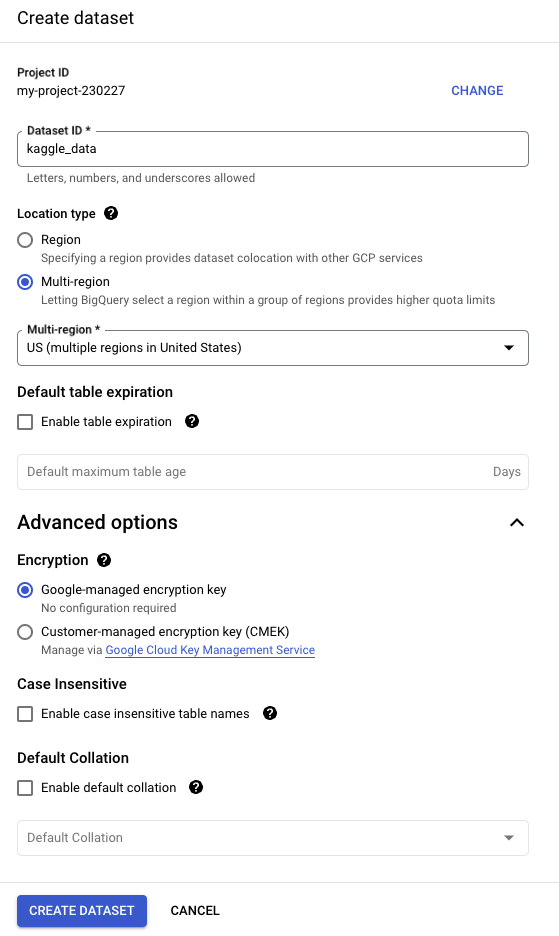 Create dataset
Project ID
my-project-230227
CHANGE
Dataset ID *
kaggle_data
Letters, numbers, and underscores allowed
Location type
Region
Specifying a region provides dataset colocation with other GCP services
Multi-region
Letting BigQuery select a region within a group of regions provides higher quota limits
Multi-region *
US (multiple regions in United States)
Default table expiration
Enable table expiration
Default maximum table age Days
Advanced options
Encryption
Google-managed encryption key
No configuration required
Customer-managed encryption key (CMEK)
Manage via Google Cloud Key Management Service
Case Insensitive
Enable case insensitive table names
Default Collation
Enable default collation
Default Collation
CREATE DATASET CANCEL